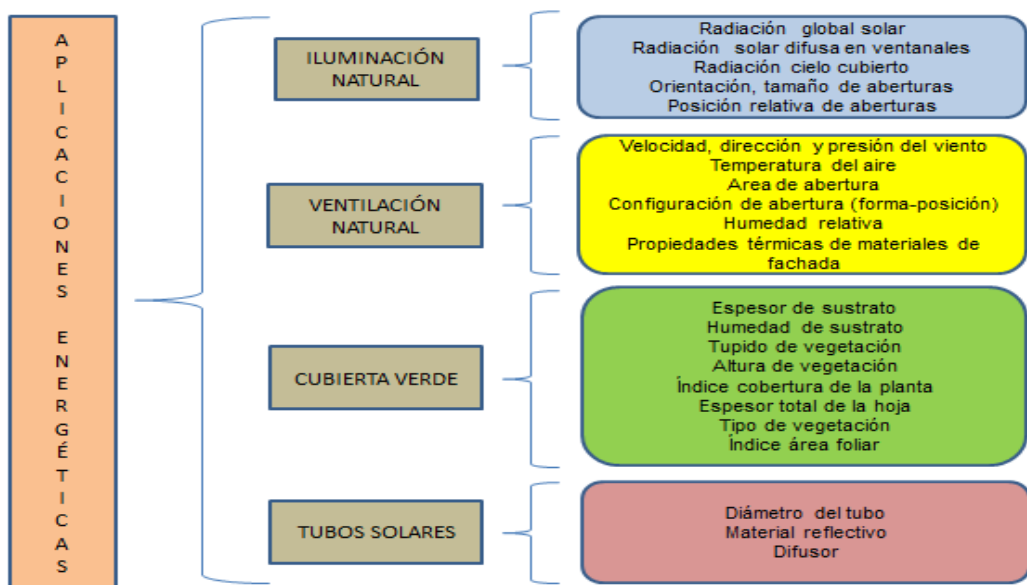 APLICACIONES ENERGÉTICAS
ILUMINACIÓN
NATURAL
Radiación global solar
Radiación solar difusa en ventanales
Radiación cielo cubierto
Orientación, tamaño de aberturas
Posición relativa de aberturas
VENTILACIÓN
NATURAL
Velocidad, dirección y presión del viento
Temperatura del aire
Area de abertura
Configuración de abertura (forma-posición)
Humedad relativa
Propiedades térmicas de materiales de
fachada
CUBIERTA VERDE
Espesor de sustrato
Humedad de sustrato
Tupido de vegetación
Altura de vegetación
Índice cobertura de la planta
Espesor total de la hoja
Tipo de vegetación
Índice área foliar
TUBOS SOLARES
Diámetro del tubo
Material reflectivo
Difusor